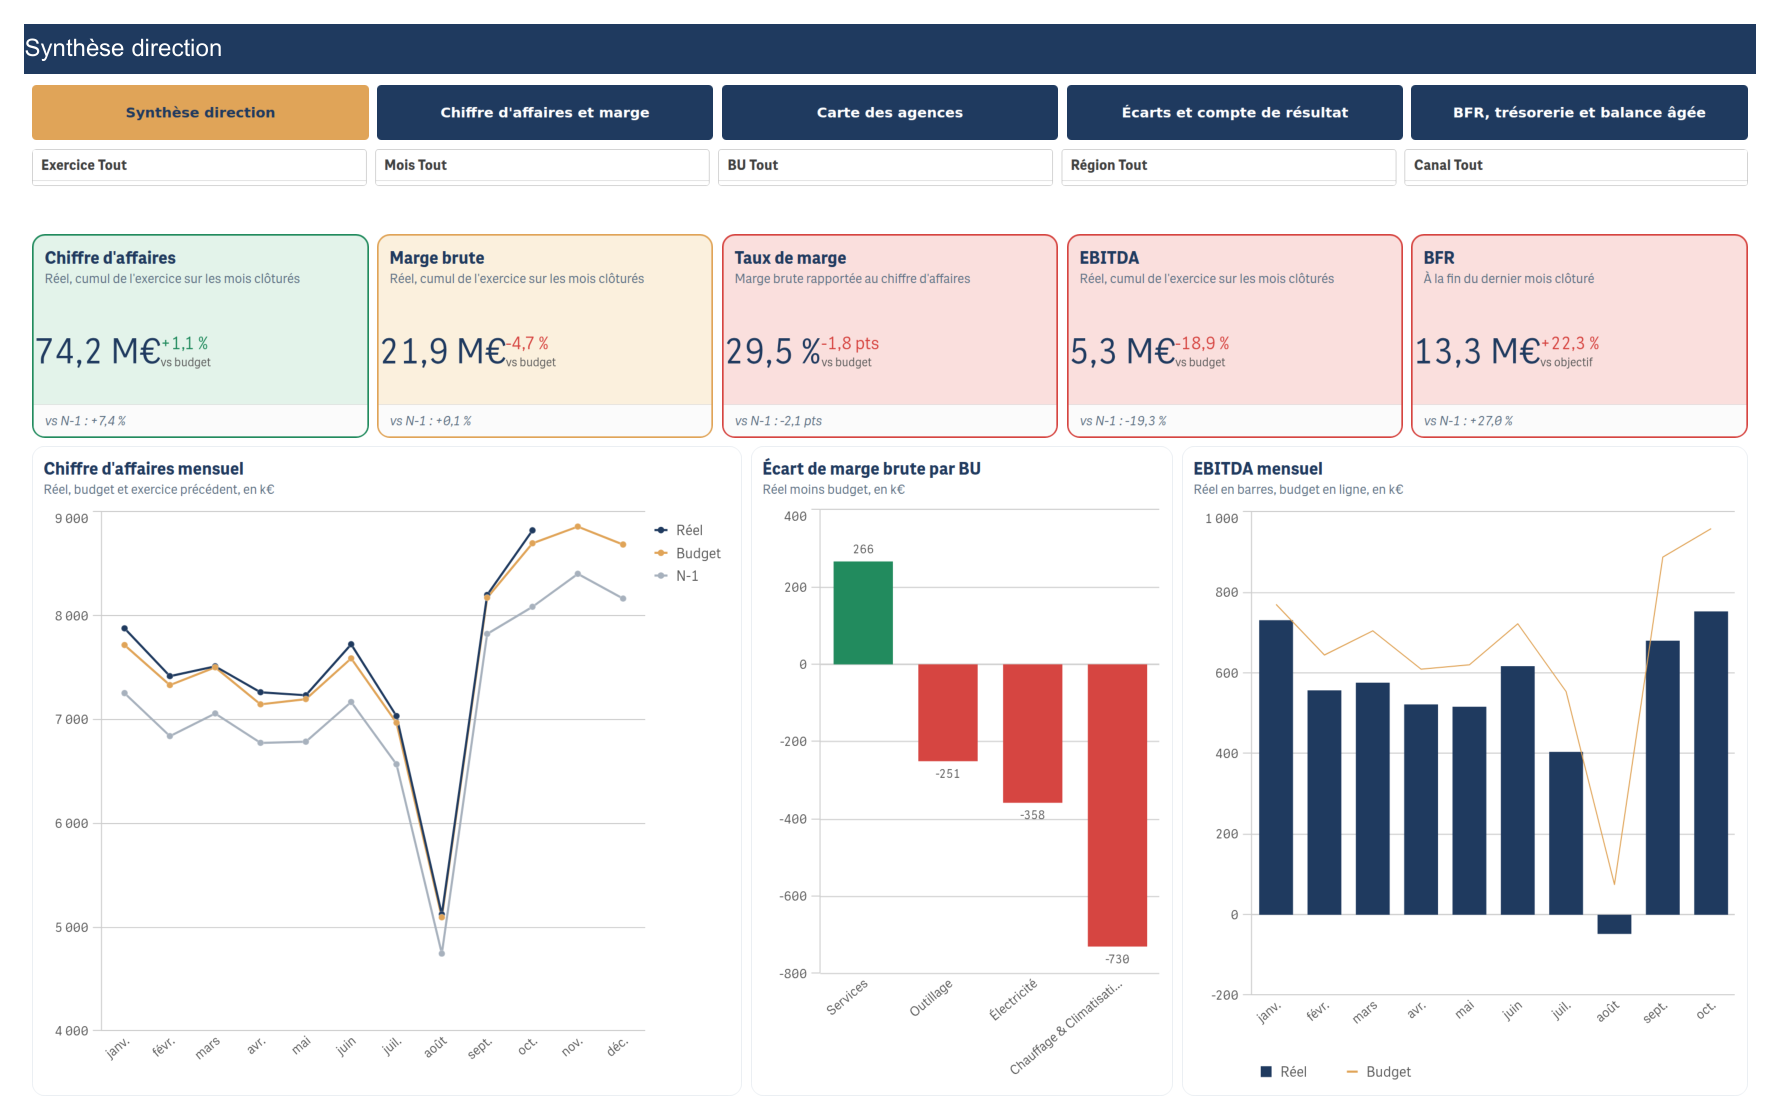 Synthèse direction
Synthèse direction
Chiffre d'affaires et marge
Carte des agences
Écarts et compte de résultat
BFR, trésorerie et balance âgée
Exercice Tout
Mois Tout
BU Tout
Région Tout
Canal Tout
Chiffre d'affaires
Réel, cumul de l'exercice sur les mois clôturés
74,2 M€
+1,1 %
vs budget
vs N-1 : +7,4 %
Marge brute
Réel, cumul de l'exercice sur les mois clôturés
21,9 M€
-4,7 %
vs budget
vs N-1 : +0,1 %
Taux de marge
Marge brute rapportée au chiffre d'affaires
29,5 %
-1,8 pts
vs budget
vs N-1 : -2,1 pts
EBITDA
Réel, cumul de l'exercice sur les mois clôturés
5,3 M€
-18,9 %
vs budget
vs N-1 : -19,3 %
BFR
À la fin du dernier mois clôturé
13,3 M€
+22,3 %
vs objectif
vs N-1 : +27,0 %
Chiffre d'affaires mensuel
Réel, budget et exercice précédent, en k€
9 000
8 000
7 000
6 000
5 000
4 000
janv.
févr.
mars
avr.
mai
juin
juil.
août
sept.
oct.
nov.
déc.
Réel
Budget
N-1
Écart de marge brute par BU
Réel moins budget, en k€
400
200
0
-200
-400
-600
-800
266
-251
-358
-730
Services
Outillage
Électricité
Chauffage & Climatisati...
EBITDA mensuel
Réel en barres, budget en ligne, en k€
1 000
800
600
400
200
0
-200
janv.
févr.
mars
avr.
mai
juin
juil.
août
sept.
oct.
Réel
Budget